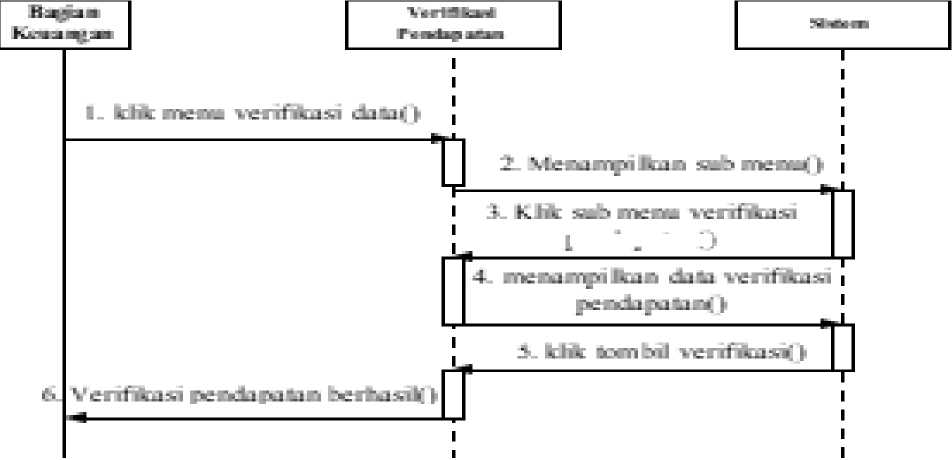 Bagian
Keuangan
Verifikasi
Pendapatan
Sistem
1. klik menu verifikasi data()
2. Menampilkan sub menu()
3. Klik sub menu verifikasi
()
4. menampilkan data verifikasi
pendapatan()
5. klik tombil verifikasi()
6. Verifikasi pendapatan berhasil()